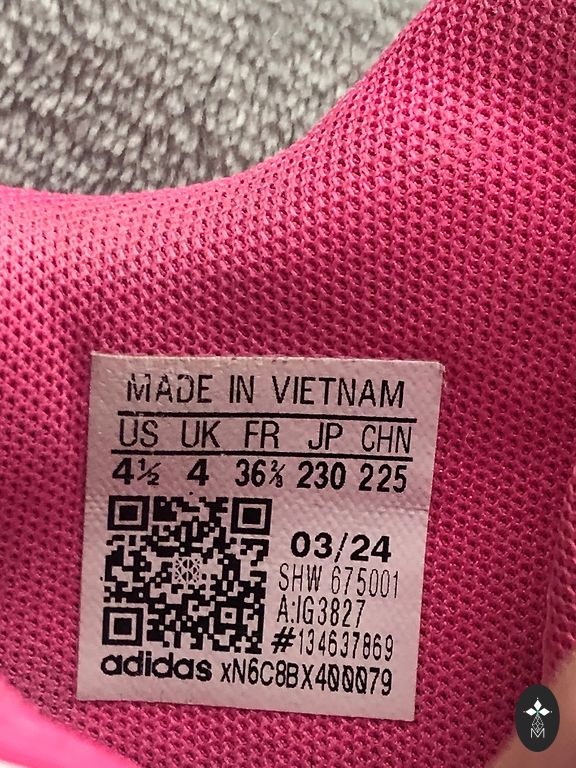 MADE IN VIETNAM
US UK FR JP CHN
4½ 4 36⅔ 230 225
03/24
SHW 675001
A:IG3827
#134637869
adidas xN6C8BX400079
M